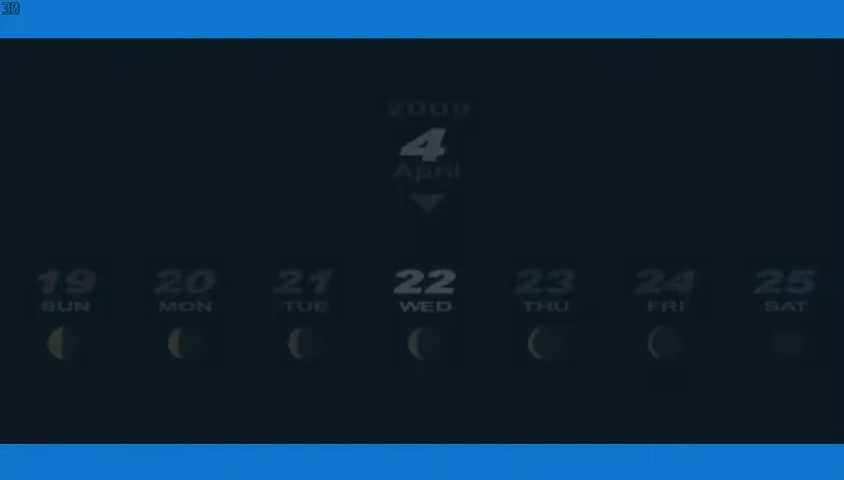 30
2009
4
April
19 20 21 22 23 24 25
SUN MON TUE WED THU FRI SAT